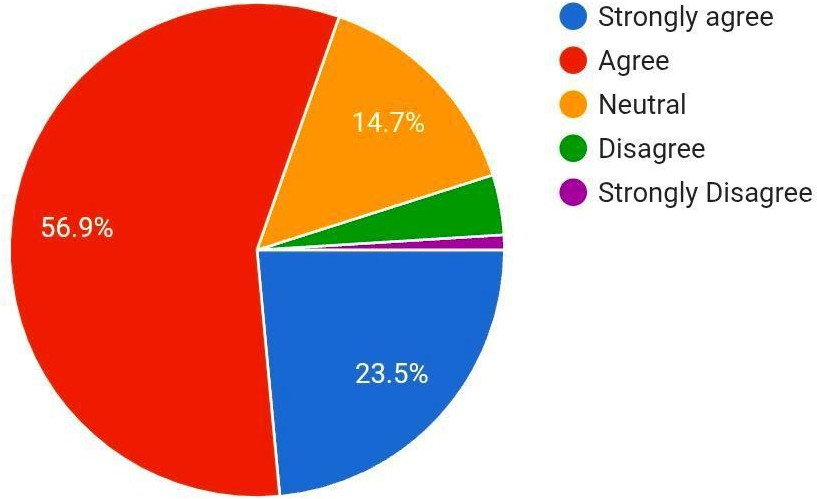 Strongly agree
Agree
Neutral
Disagree
Strongly Disagree
14.7%
56.9%
23.5%